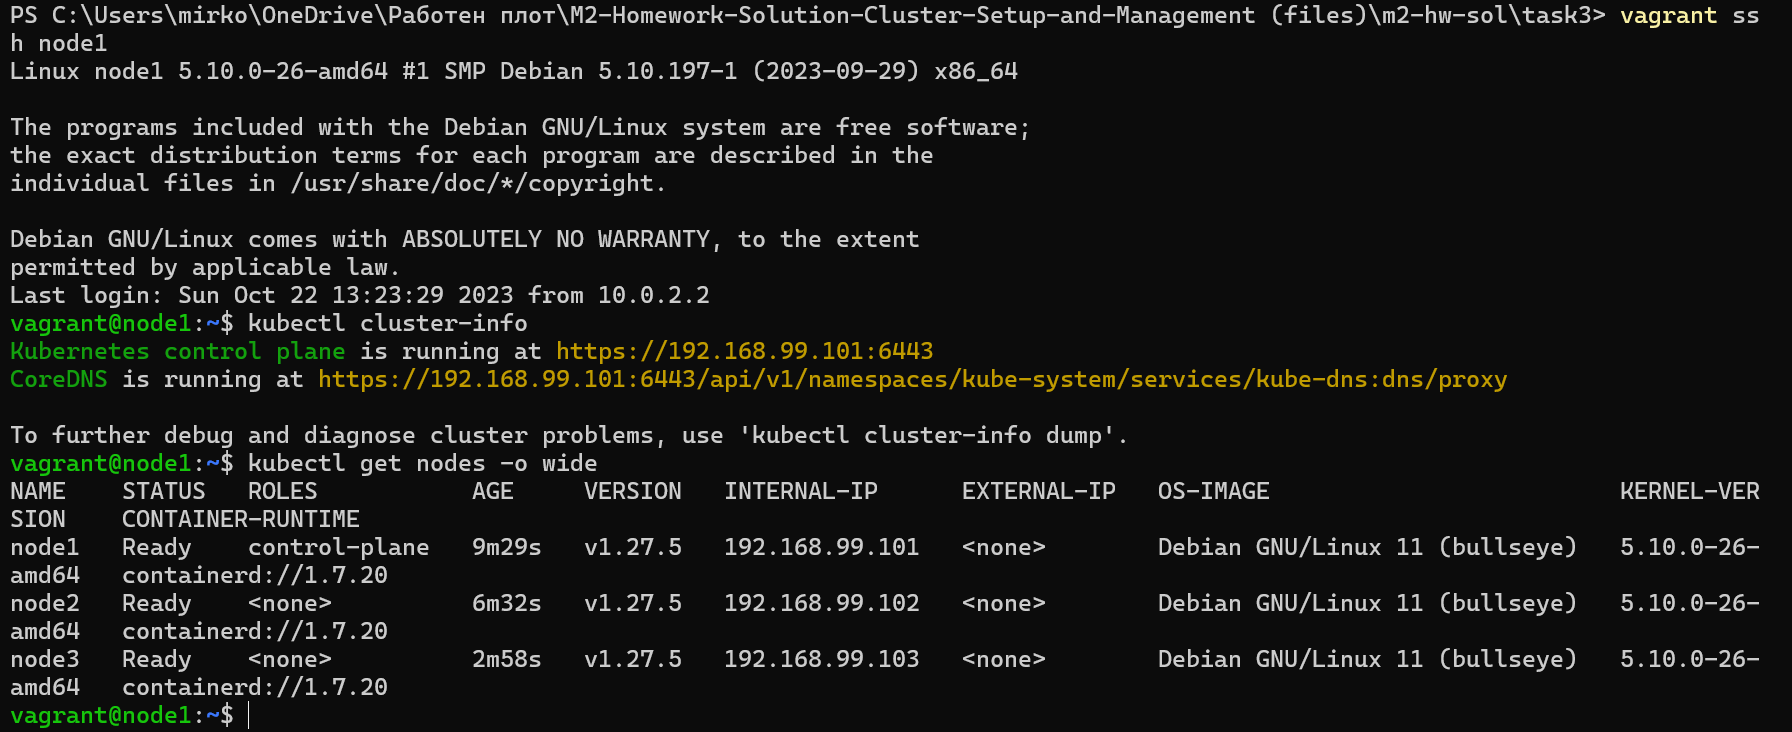 PS C:\Users\mirko\OneDrive\Работен плот\M2-Homework-Solution-Cluster-Setup-and-Management (files)\m2-hw-sol\task3> vagrant ss
h node1
Linux node1 5.10.0-26-amd64 #1 SMP Debian 5.10.197-1 (2023-09-29) x86_64
The programs included with the Debian GNU/Linux system are free software;
the exact distribution terms for each program are described in the
individual files in /usr/share/doc/*/copyright.
Debian GNU/Linux comes with ABSOLUTELY NO WARRANTY, to the extent
permitted by applicable law.
Last login: Sun Oct 22 13:23:29 2023 from 10.0.2.2
vagrant@node1:~$ kubectl cluster-info
Kubernetes control plane is running at https://192.168.99.101:6443
CoreDNS is running at https://192.168.99.101:6443/api/v1/namespaces/kube-system/services/kube-dns:dns/proxy
To further debug and diagnose cluster problems, use 'kubectl cluster-info dump'.
vagrant@node1:~$ kubectl get nodes -o wide
NAME    STATUS   ROLES           AGE     VERSION   INTERNAL-IP      EXTERNAL-IP   OS-IMAGE                         KERNEL-VER
SION    CONTAINER-RUNTIME
node1   Ready    control-plane   9m29s   v1.27.5   192.168.99.101   <none>        Debian GNU/Linux 11 (bullseye)   5.10.0-26-
amd64   containerd://1.7.20
node2   Ready    <none>          6m32s   v1.27.5   192.168.99.102   <none>        Debian GNU/Linux 11 (bullseye)   5.10.0-26-
amd64   containerd://1.7.20
node3   Ready    <none>          2m58s   v1.27.5   192.168.99.103   <none>        Debian GNU/Linux 11 (bullseye)   5.10.0-26-
amd64   containerd://1.7.20
vagrant@node1:~$